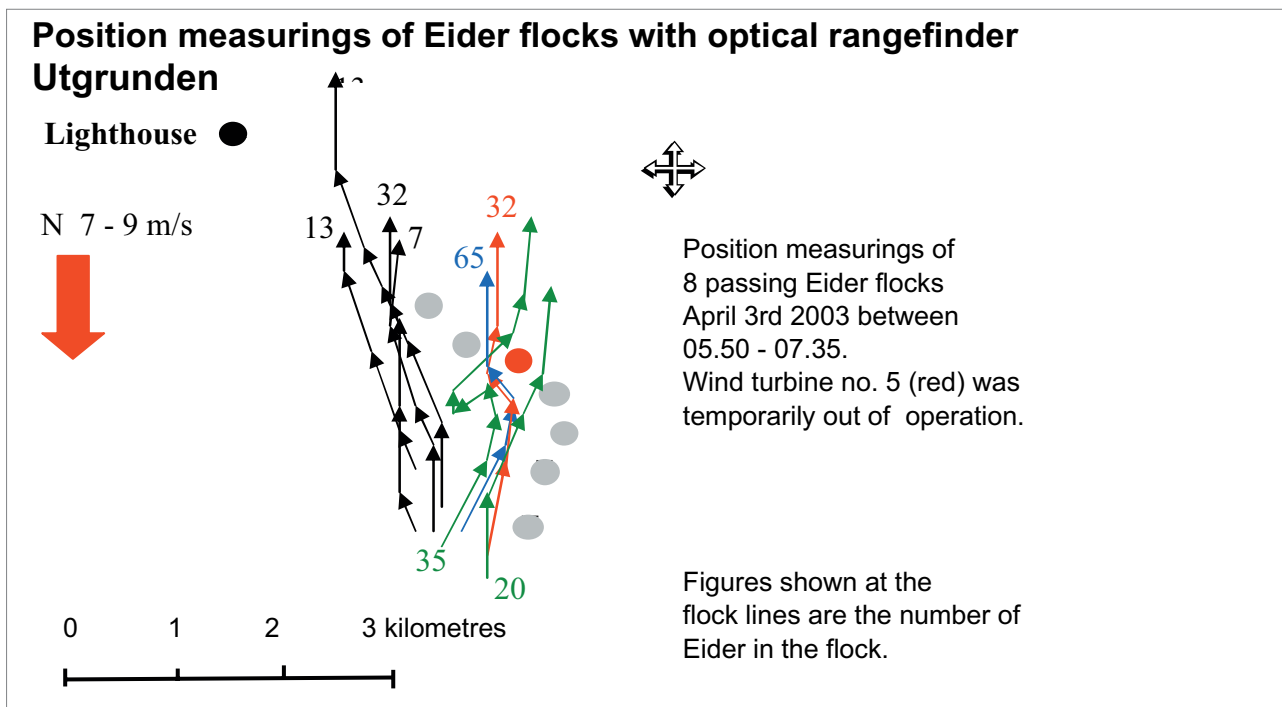 Position measurings of Eider flocks with optical rangefinder
Utgrunden
Lighthouse
N 7 - 9 m/s
32
13
7
65
32
Position measurings of
8 passing Eider flocks
April 3rd 2003 between
05.50 - 07.35.
Wind turbine no. 5 (red) was
temporarily out of operation.
35
20
Figures shown at the
flock lines are the number of
Eider in the flock.
0 1 2 3 kilometres